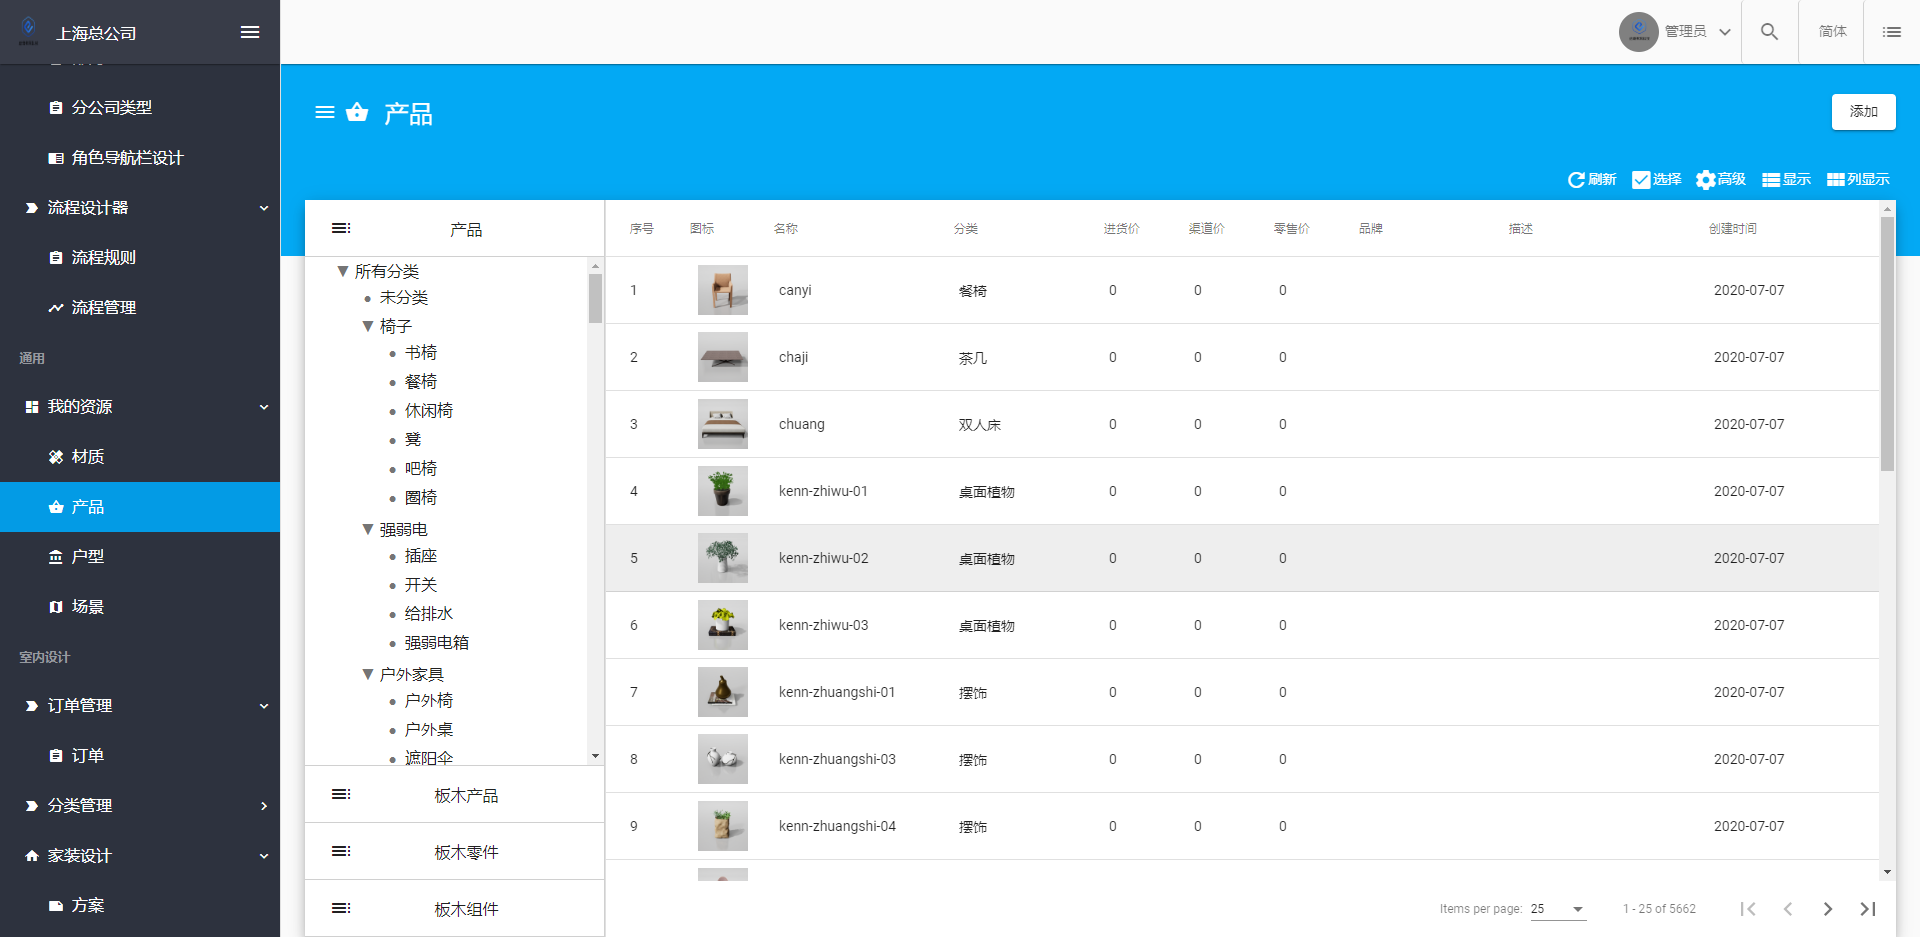 上海总公司
管理员
简体
分公司类型
角色导航栏设计
流程设计器
流程规则
流程管理
通用
我的资源
材质
产品
户型
场景
室内设计
订单管理
订单
分类管理
家装设计
方案
产品
添加
刷新 选择 高级 显示 列显示
产品
所有分类
未分类
椅子
书椅
餐椅
休闲椅
凳
吧椅
圈椅
强弱电
插座
开关
给排水
强弱电箱
户外家具
户外椅
户外桌
遮阳伞
板木产品
板木零件
板木组件
序号 图标 名称 分类 进货价 渠道价 零售价 品牌 描述 创建时间
1 canyi 餐椅 0 0 0 2020-07-07
2 chaji 茶几 0 0 0 2020-07-07
3 chuang 双人床 0 0 0 2020-07-07
4 kenn-zhiwu-01 桌面植物 0 0 0 2020-07-07
5 kenn-zhiwu-02 桌面植物 0 0 0 2020-07-07
6 kenn-zhiwu-03 桌面植物 0 0 0 2020-07-07
7 kenn-zhuangshi-01 摆饰 0 0 0 2020-07-07
8 kenn-zhuangshi-03 摆饰 0 0 0 2020-07-07
9 kenn-zhuangshi-04 摆饰 0 0 0 2020-07-07
Items per page: 25 1 - 25 of 5662